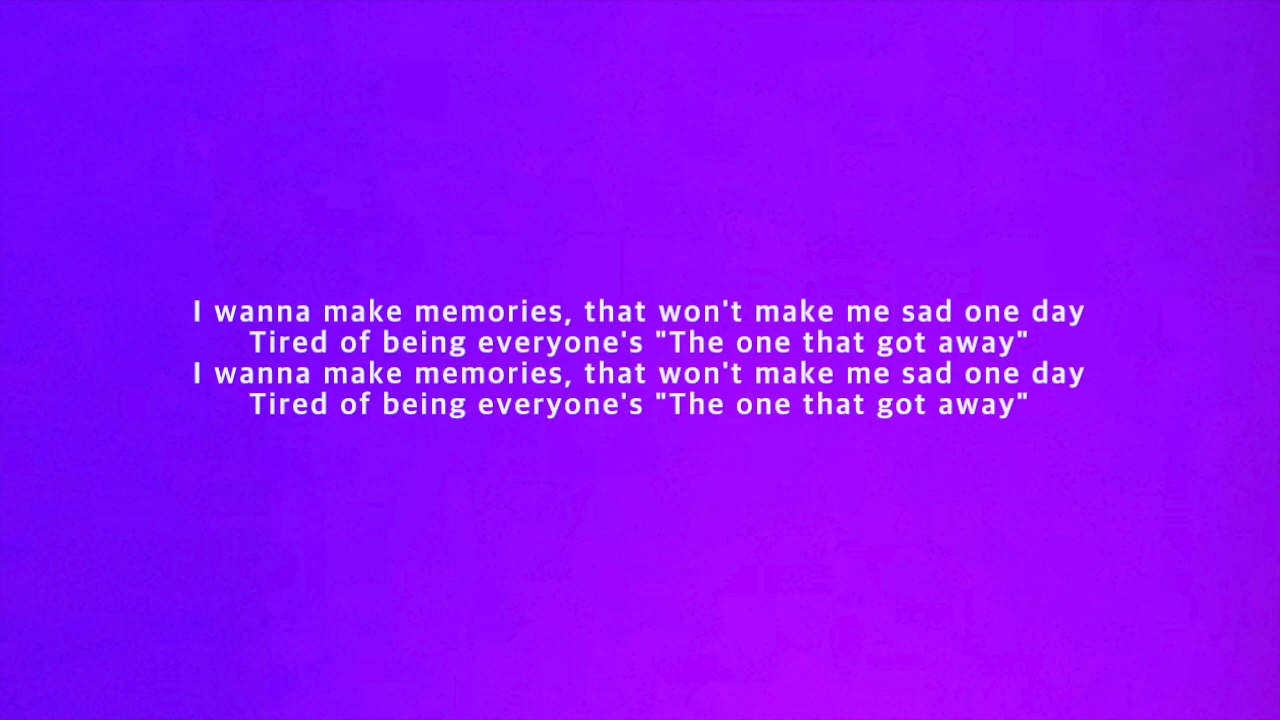 I wanna make memories, that won't make me sad one day
Tired of being everyone's "The one that got away"
I wanna make memories, that won't make me sad one day
Tired of being everyone's "The one that got away"